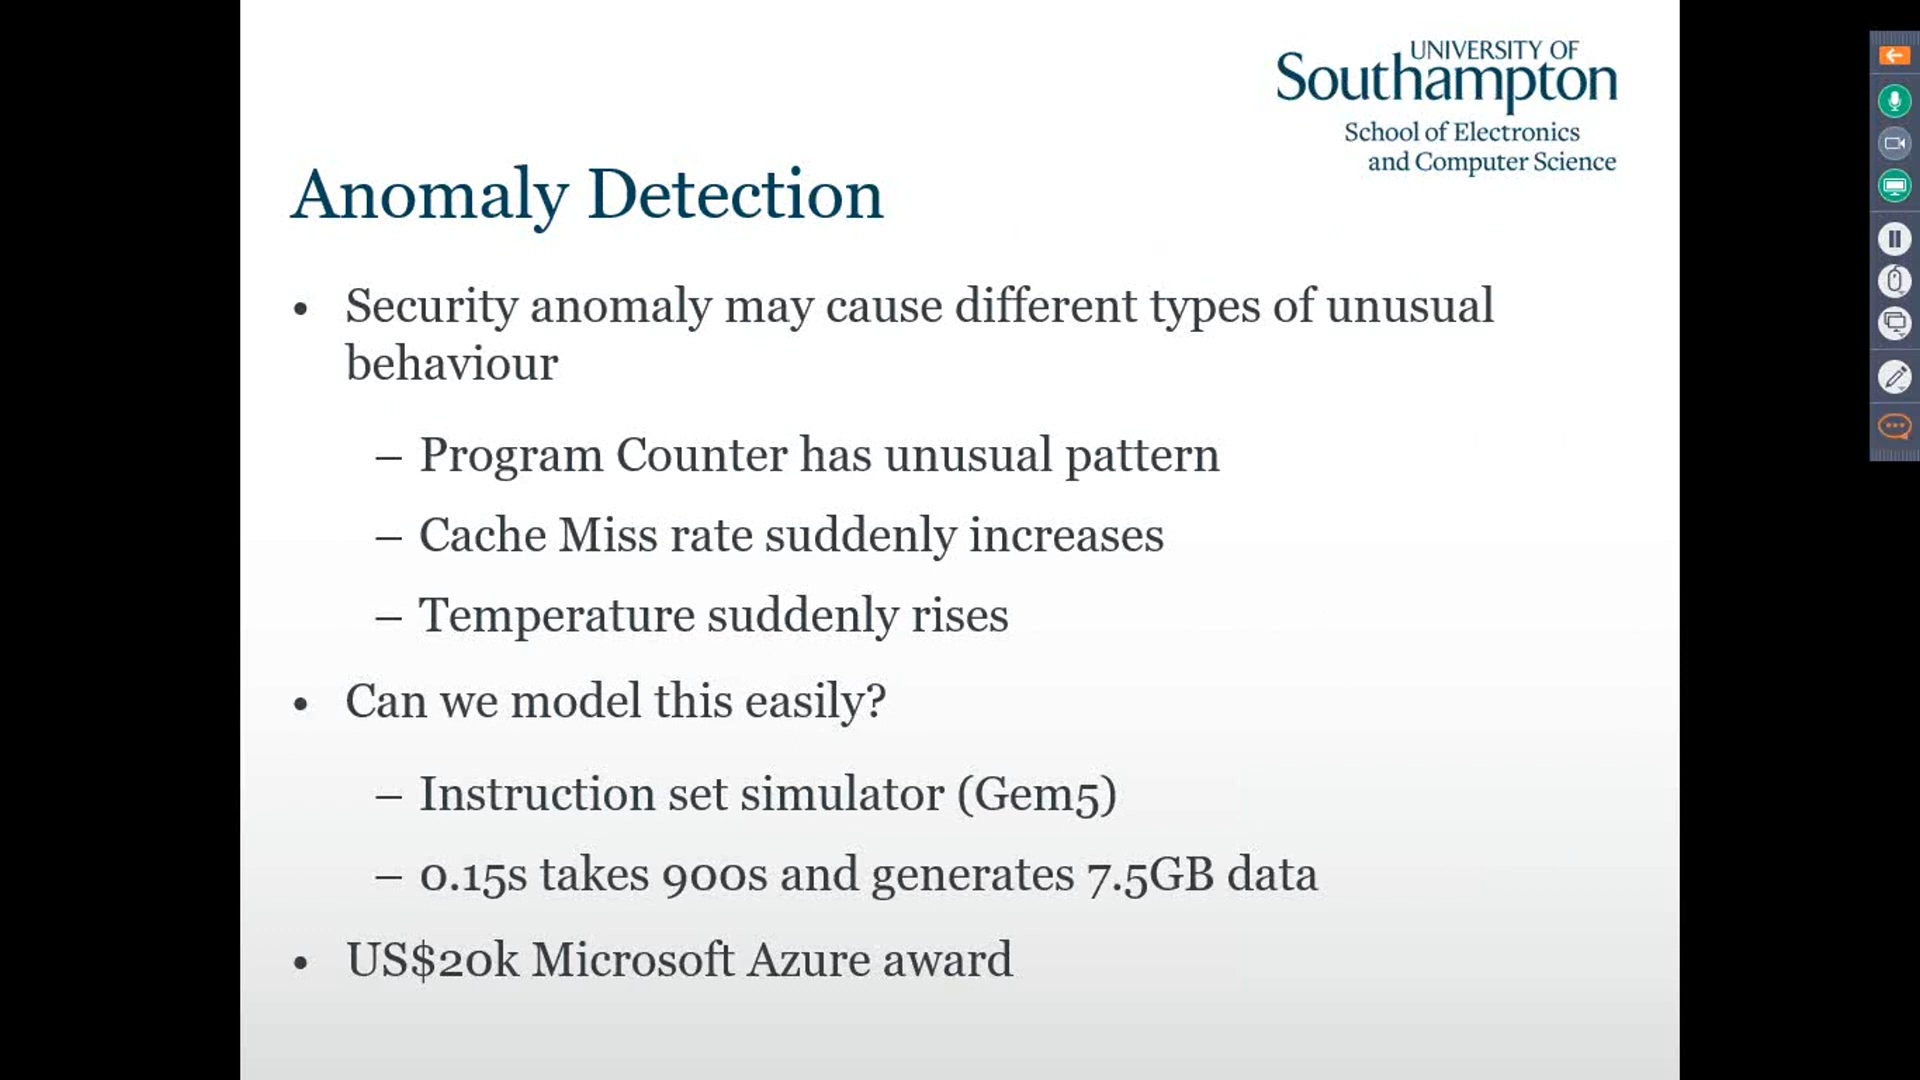 UNIVERSITY OF
Southampton
School of Electronics
and Computer Science
Anomaly Detection
• Security anomaly may cause different types of unusual
behaviour
– Program Counter has unusual pattern
– Cache Miss rate suddenly increases
– Temperature suddenly rises
• Can we model this easily?
– Instruction set simulator (Gem5)
– 0.15s takes 900s and generates 7.5GB data
• US$20k Microsoft Azure award